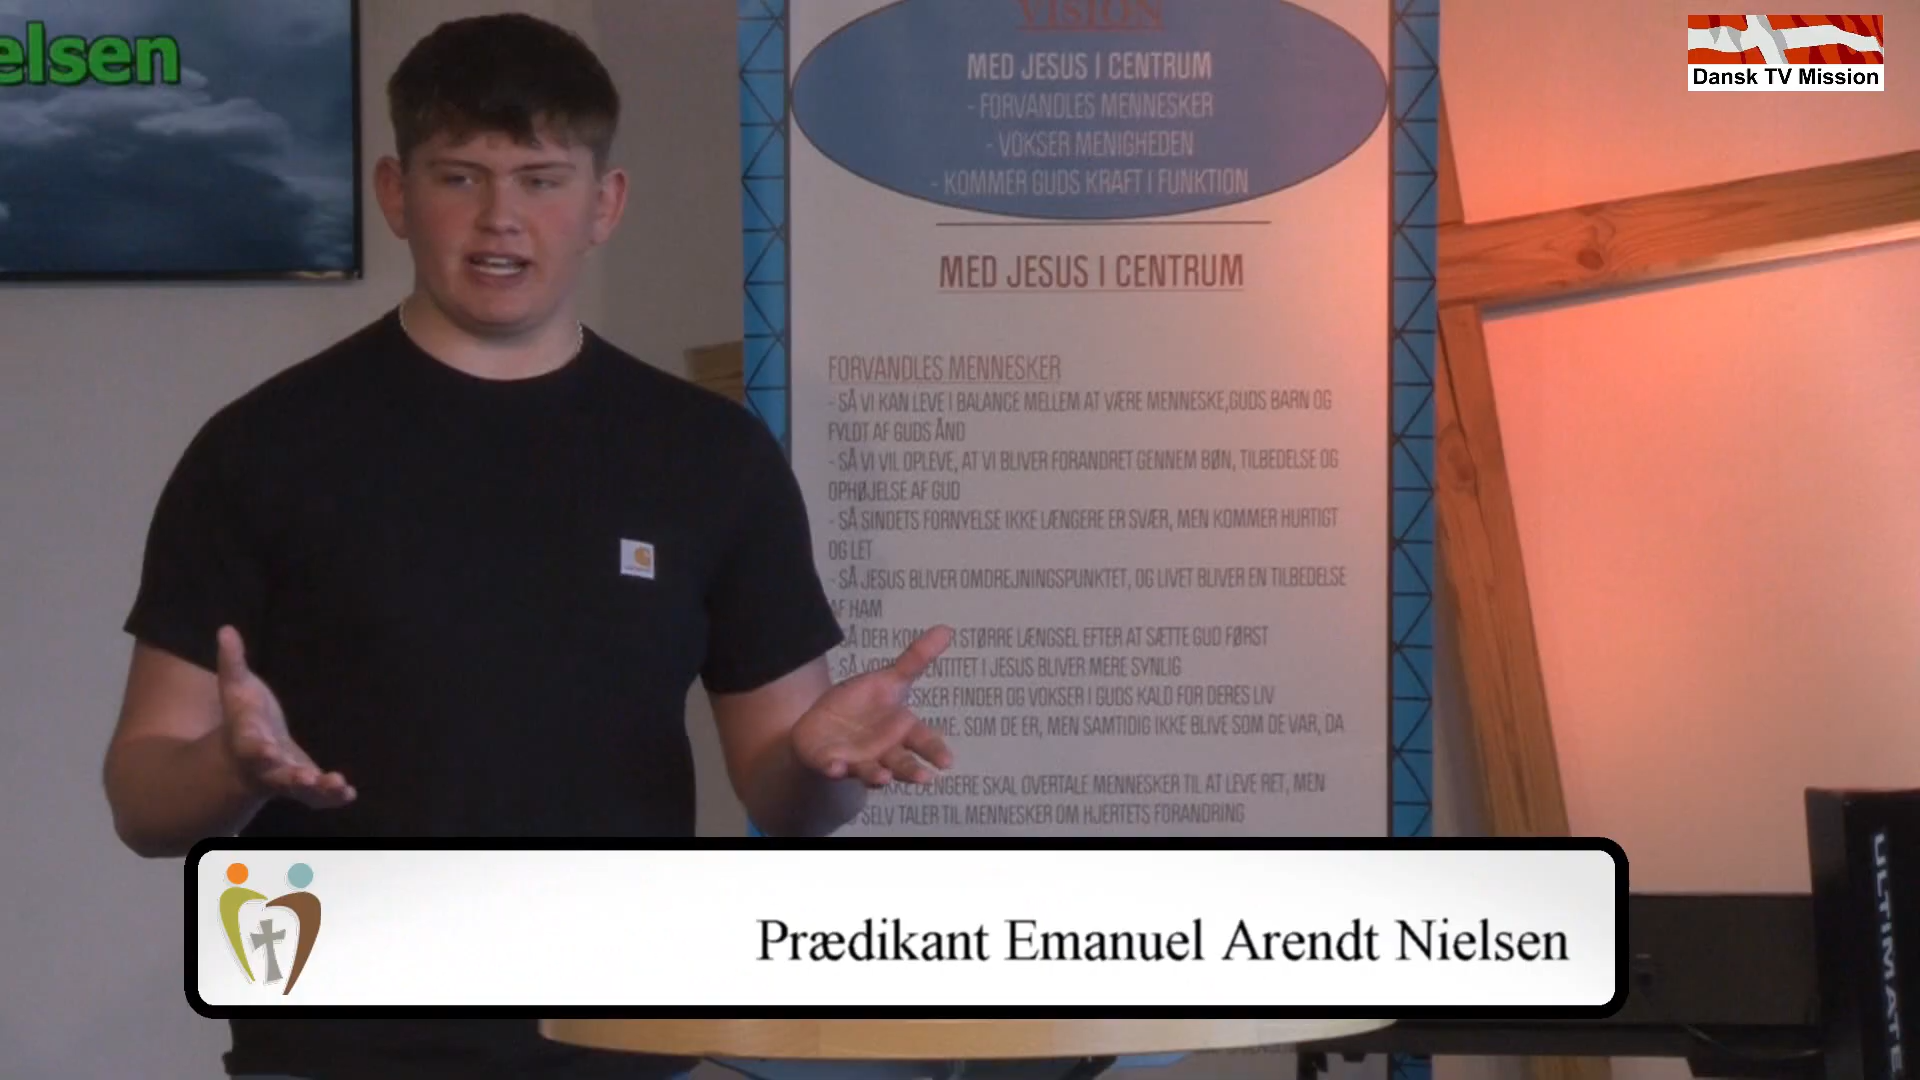 elsen
VISION
MED JESUS I CENTRUM
- FORVANDLES MENNESKER
- VOKSER MENIGHEDEN
- KOMMER GUDS KRAFT I FUNKTION
MED JESUS I CENTRUM
FORVANDLES MENNESKER
- SÅ VI KAN LEVE I BALANCE MELLEM AT VÆRE MENNESKE,GUDS BARN OG
FYLDT AF GUDS ÅND
- SÅ VI VIL OPLEVE, AT VI BLIVER FORANDRET GENNEM BØN, TILBEDELSE OG
OPHØJELSE AF GUD
- SÅ SINDETS FORNYELSE IKKE LÆNGERE ER SVÆR, MEN KOMMER HURTIGT
OG LET
- SÅ JESUS BLIVER OMDREJNINGSPUNKTET, OG LIVET BLIVER EN TILBEDELSE
AF HAM
SÅ DER STØRRE LÆNGSEL EFTER AT SÆTTE GUD FØRST
- SÅ I JESUS BLIVER MERE SYNLIG
FINDER OG VOKSER I GUDS KALD FOR DERES LIV
SOM DE ER, MEN SAMTIDIG IKKE BLIVE SOM DE VAR, DA
LÆNGERE SKAL OVERTALE MENNESKER TIL AT LEVE RET, MEN
SELV TALER TIL MENNESKER OM HJERTETS FORANDRING
Dansk TV Mission
Prædikant Emanuel Arendt Nielsen
ULTIMATE